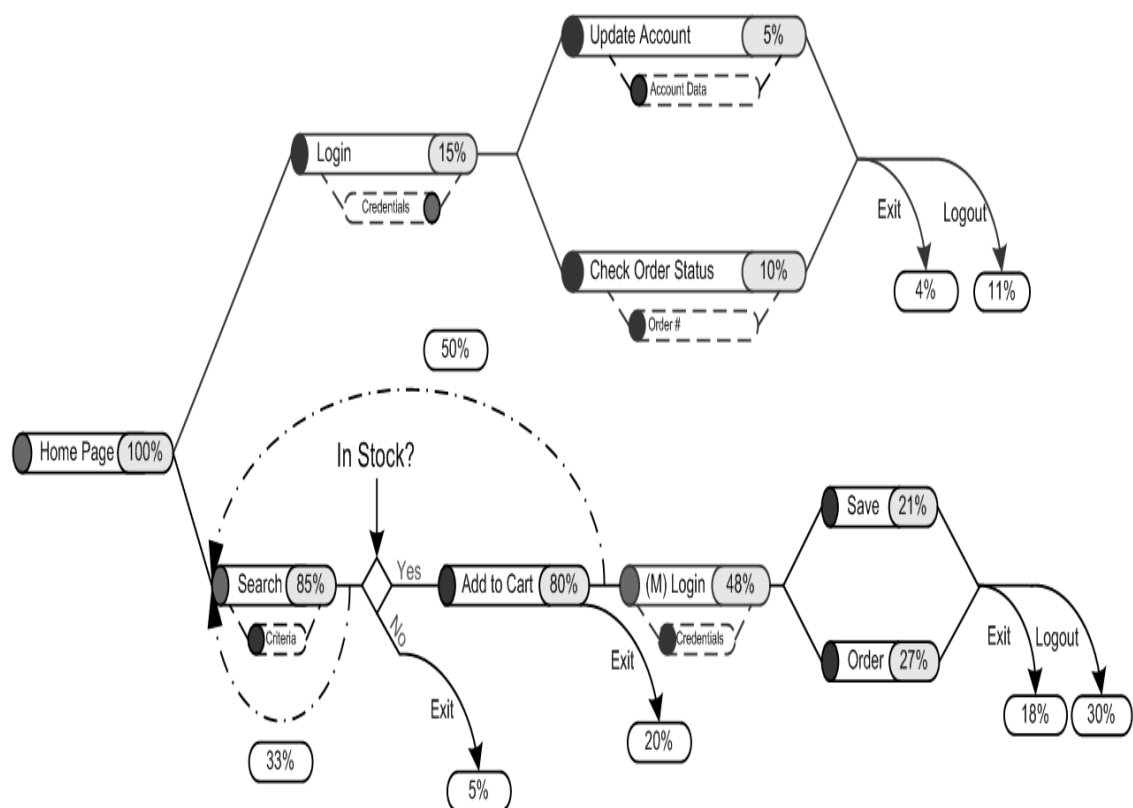 Update Account 5%
Account Data
Login 15%
Credentials
Exit
Logout
Check Order Status 10%
4%
11%
Order #
50%
Home Page 100%
In Stock?
Save 21%
Search 85%
Yes
Add to Cart 80%
(M) Login 48%
Criteria
No
Credentials
Exit
Order 27%
Exit
Logout
Exit
18%
30%
33%
20%
5%